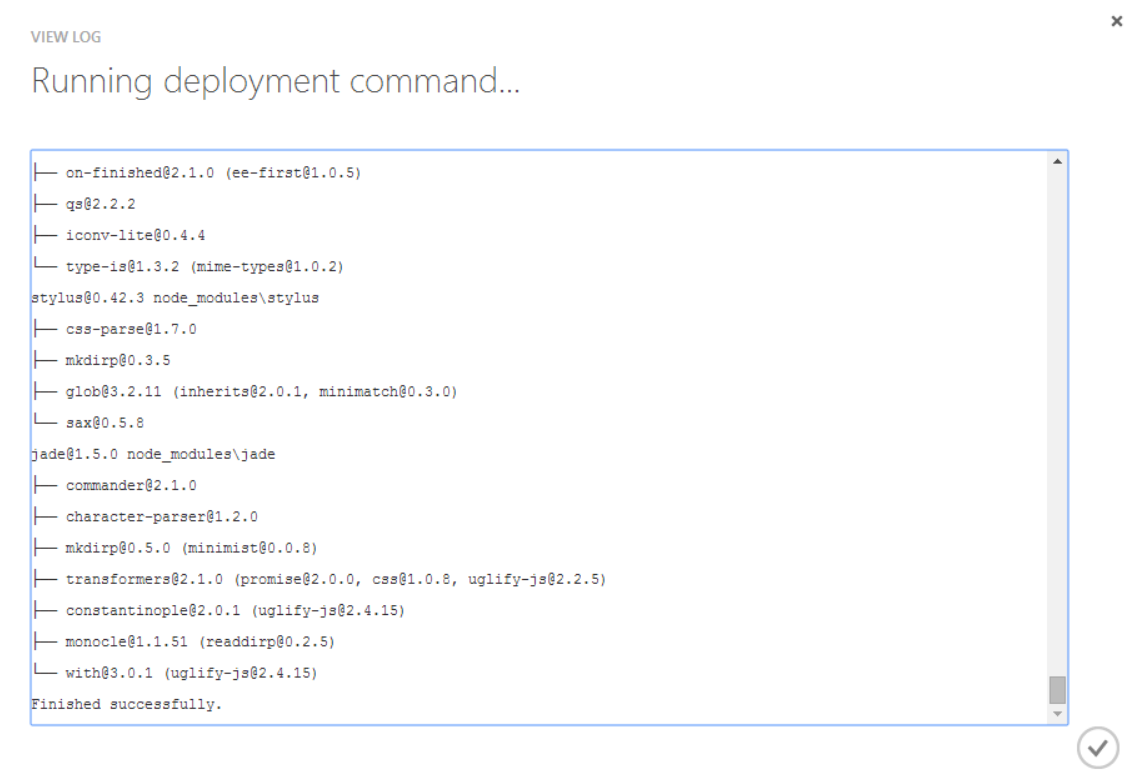 VIEW LOG
Running deployment command...
├── on-finished@2.1.0 (ee-first@1.0.5)
├── qs@2.2.2
├── iconv-lite@0.4.4
└── type-is@1.3.2 (mime-types@1.0.2)
stylus@0.42.3 node_modules\stylus
├── css-parse@1.7.0
├── mkdirp@0.3.5
├── glob@3.2.11 (inherits@2.0.1, minimatch@0.3.0)
└── sax@0.5.8
jade@1.5.0 node_modules\jade
├── commander@2.1.0
├── character-parser@1.2.0
├── mkdirp@0.5.0 (minimist@0.0.8)
├── transformers@2.1.0 (promise@2.0.0, css@1.0.8, uglify-js@2.2.5)
├── constantinople@2.0.1 (uglify-js@2.4.15)
├── monocle@1.1.51 (readdirp@0.2.5)
└── with@3.0.1 (uglify-js@2.4.15)
Finished successfully.